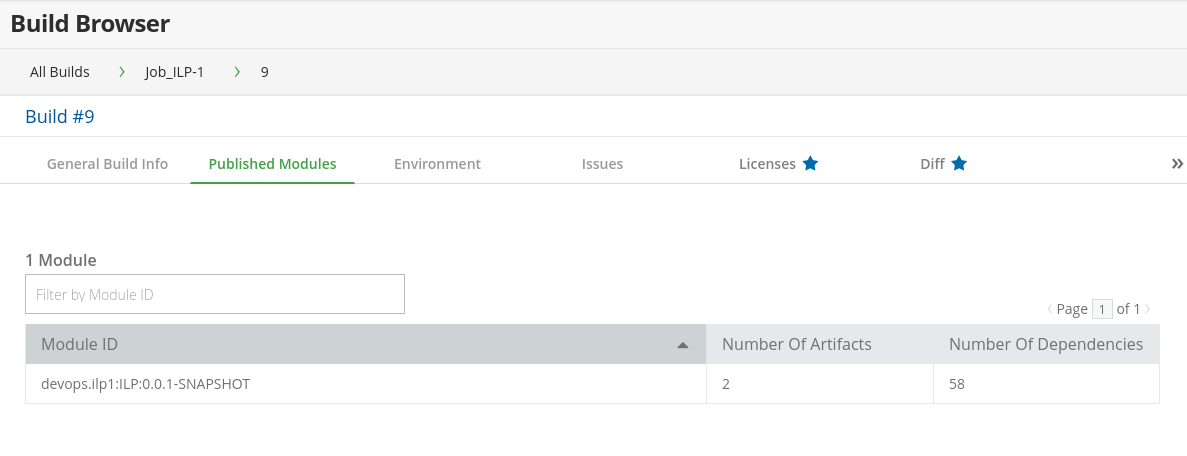 Build Browser
All Builds > Job_ILP-1 > 9
Build #9
General Build Info Published Modules Environment Issues Licenses Diff »
1 Module
Filter by Module ID
Page 1 of 1
Module ID Number Of Artifacts Number Of Dependencies
devops.ilp1:ILP:0.0.1-SNAPSHOT 2 58